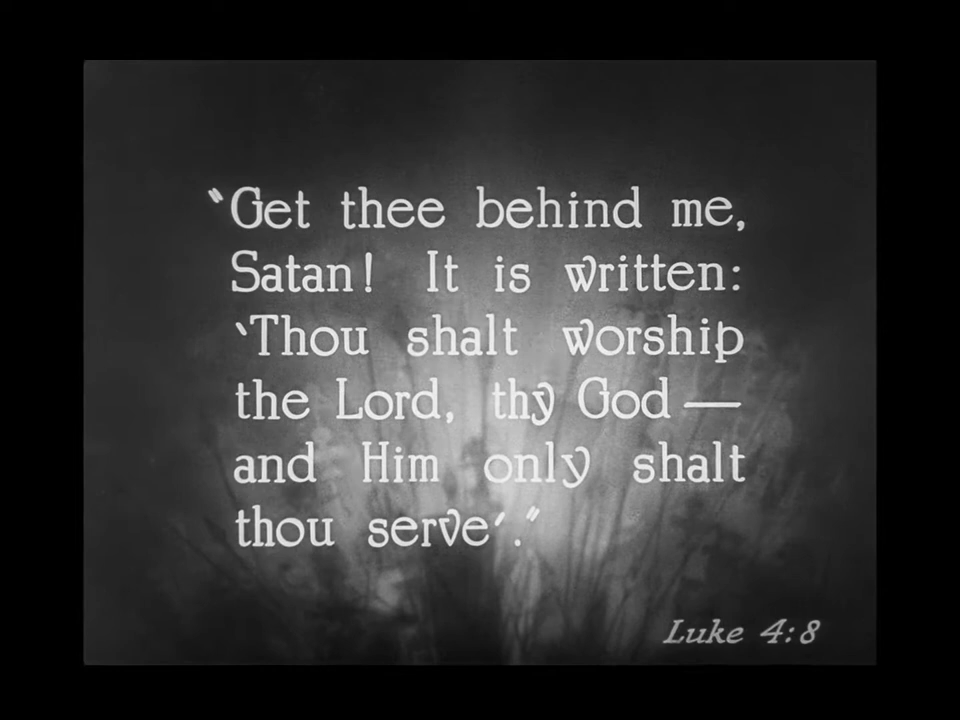 “Get thee behind me,
Satan! It is written:
‘Thou shalt worship
the Lord, thy God —
and Him only shalt
thou serve’.”
Luke 4:8